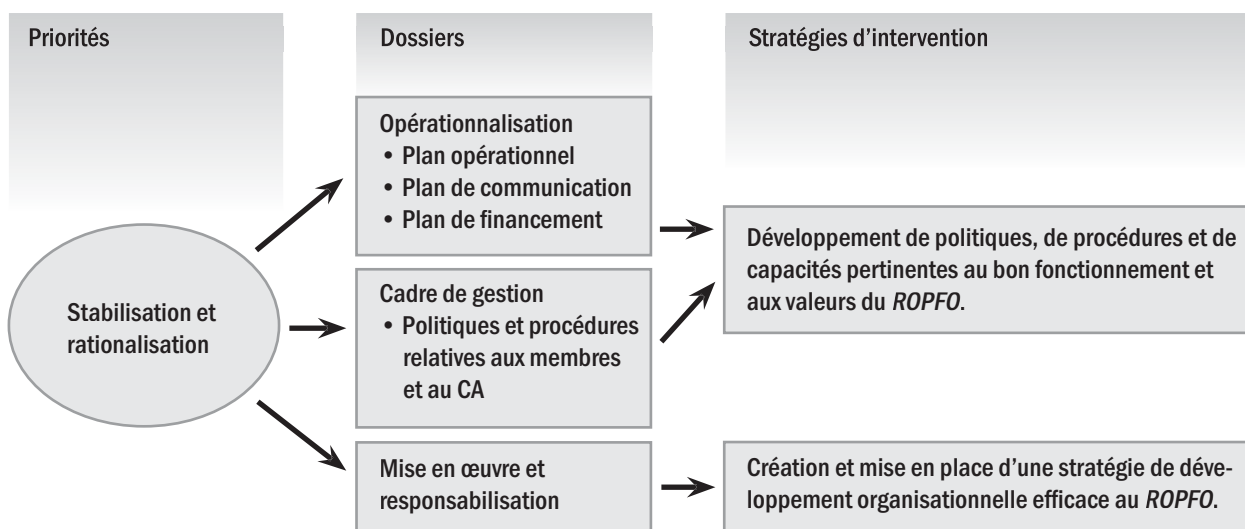 Priorités
Dossiers
Stratégies d'intervention
Stabilisation et
rationalisation
Opérationnalisation
• Plan opérationnel
• Plan de communication
• Plan de financement
Cadre de gestion
• Politiques et procédures
relatives aux membres
et au CA
Mise en œuvre et
responsabilisation
Développement de politiques, de procédures et de
capacités pertinentes au bon fonctionnement et
aux valeurs du ROPFO.
Création et mise en place d'une stratégie de déve-
loppement organisationnelle efficace au ROPFO.